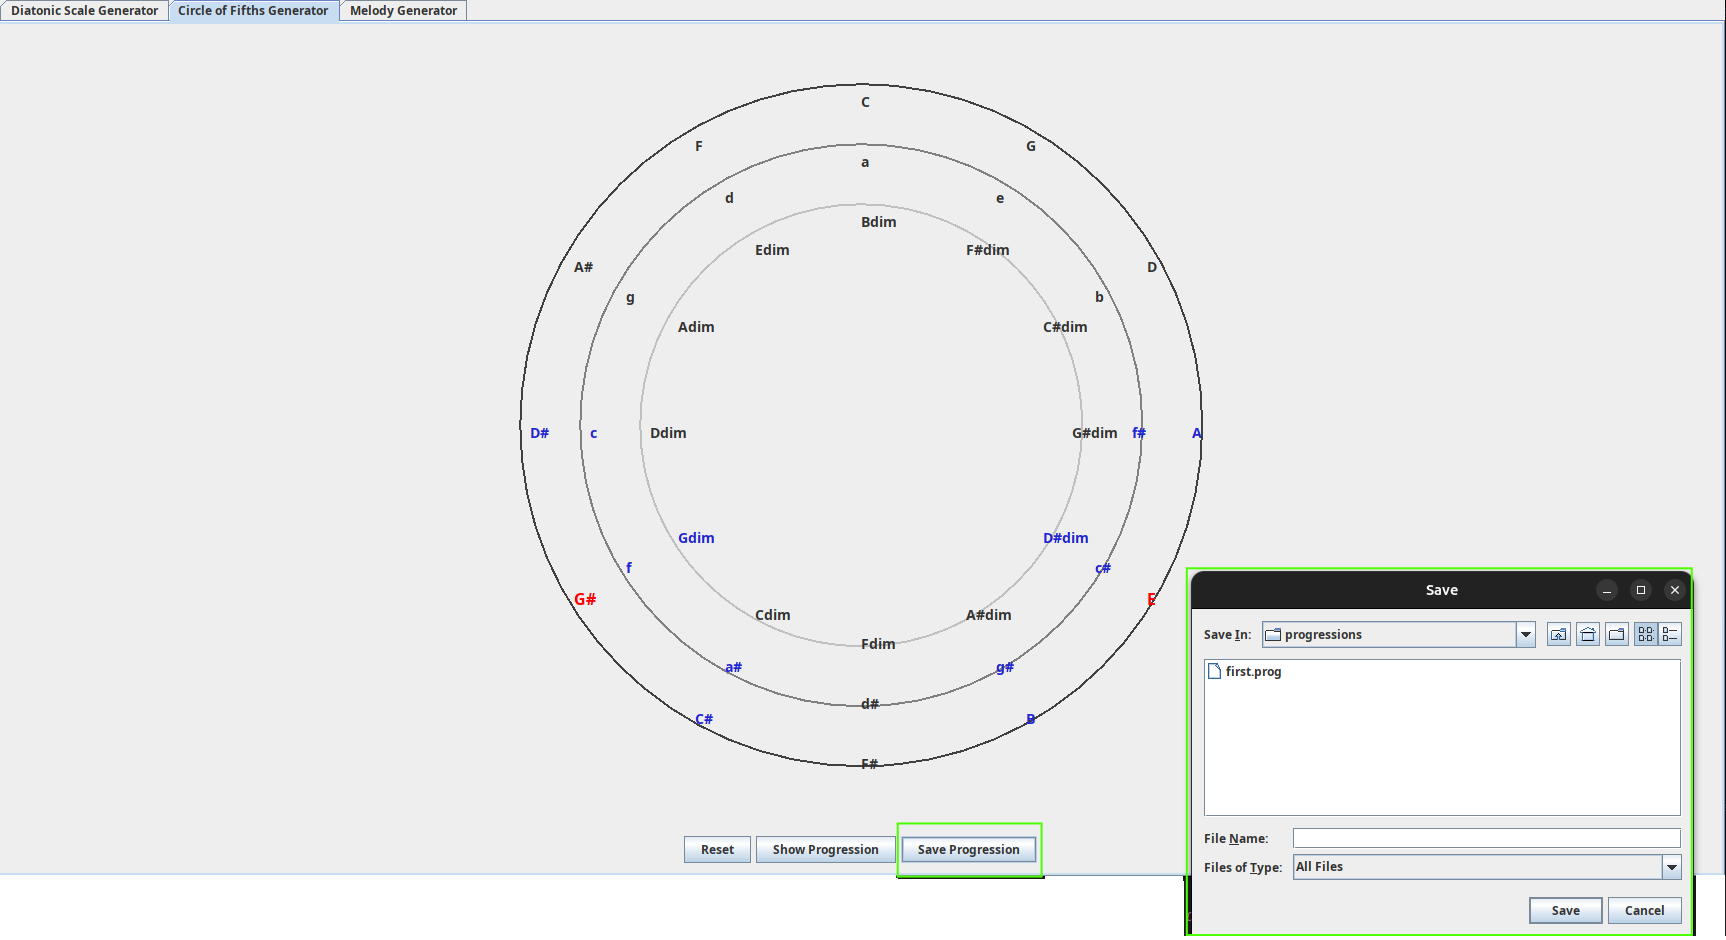 Diatonic Scale Generator Circle of Fifths Generator Melody Generator
C
F G
a
d e
Bdim
Edim F#dim
A# D
g b
Adim C#dim
D# c Ddim G#dim f# A
Gdim D#dim
f c#
G# E
Cdim A#dim
Fdim
a# g#
d#
C# B
F#
Reset Show Progression Save Progression
Save
Save In: progressions
first.prog
File Name:
Files of Type: All Files
Save Cancel